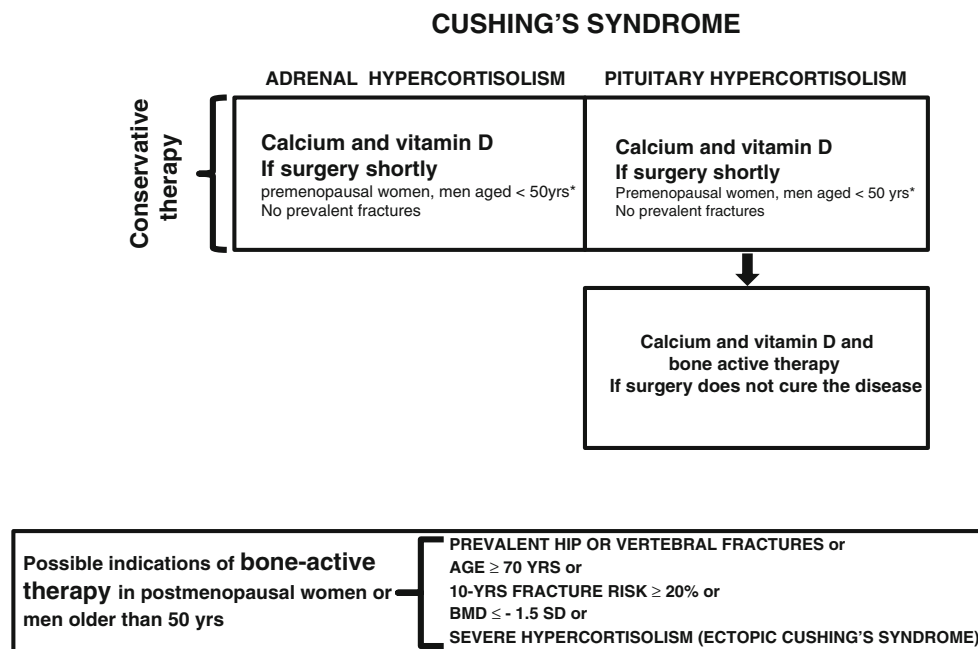 CUSHING'S SYNDROME
ADRENAL HYPERCORTISOLISM
PITUITARY HYPERCORTISOLISM
Conservative
therapy
Calcium and vitamin D
If surgery shortly
premenopausal women, men aged < 50yrs*
No prevalent fractures
Calcium and vitamin D
If surgery shortly
Premenopausal women, men aged < 50 yrs*
No prevalent fractures
Calcium and vitamin D and
bone active therapy
If surgery does not cure the disease
Possible indications of bone-active
therapy in postmenopausal women or
men older than 50 yrs
PREVALENT HIP OR VERTEBRAL FRACTURES or
AGE ≥ 70 YRS or
10-YRS FRACTURE RISK ≥ 20% or
BMD ≤ - 1.5 SD or
SEVERE HYPERCORTISOLISM (ECTOPIC CUSHING'S SYNDROME)